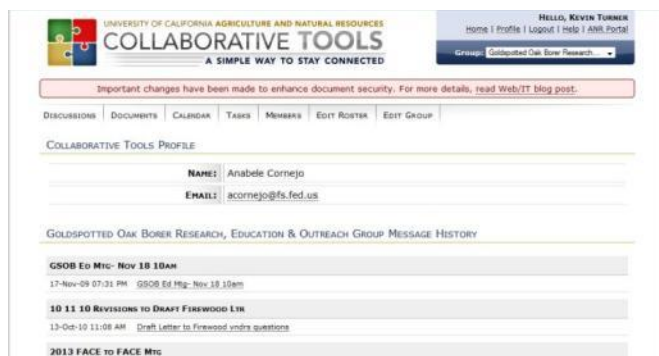 UNIVERSITY OF CALIFORNIA AGRICULTURE AND NATURAL RESOURCES
COLLABORATIVE TOOLS
A SIMPLE WAY TO STAY CONNECTED
HELLO, KEVIN TURNER
Home | Profile | Logout | Help | ANR Portal
Group: Goldspotted Oak Borer Research...
Important changes have been made to enhance document security. For more details, read Web/IT blog post.
DISCUSSIONS DOCUMENTS CALENDAR TASKS MEMBERS EDIT ROSTER EDIT GROUP
COLLABORATIVE TOOLS PROFILE
NAME: Anabele Cornejo
EMAIL: acornejo@fs.fed.us
GOLDSPOTTED OAK BORER RESEARCH, EDUCATION & OUTREACH GROUP MESSAGE HISTORY
GSOB ED MTG- NOV 18 10AM
17-Nov-09 07:31 PM GSOB Ed Mtg- Nov 18 10am
10 11 10 REVISIONS TO DRAFT FIREWOOD LTR
13-Oct-10 11:08 AM Draft Letter to Firewood vndrs questions
2013 FACE TO FACE MTG